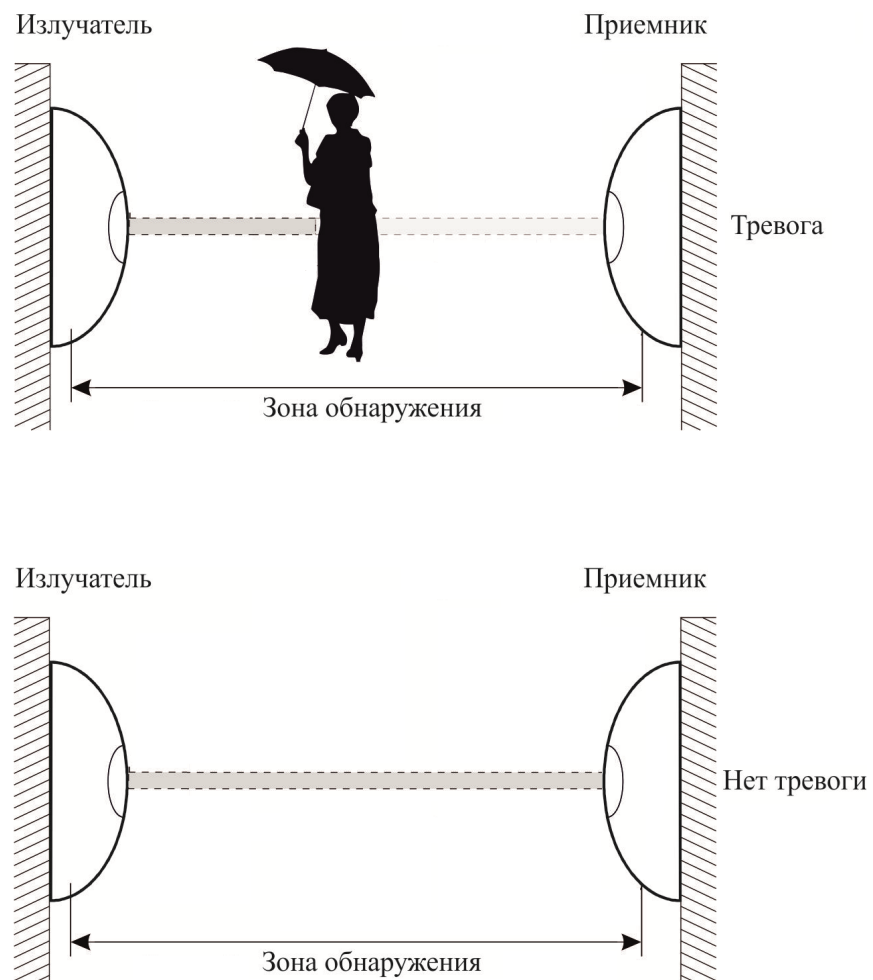 Излучатель
Приемник
Тревога
Зона обнаружения
Излучатель
Приемник
Нет тревоги
Зона обнаружения